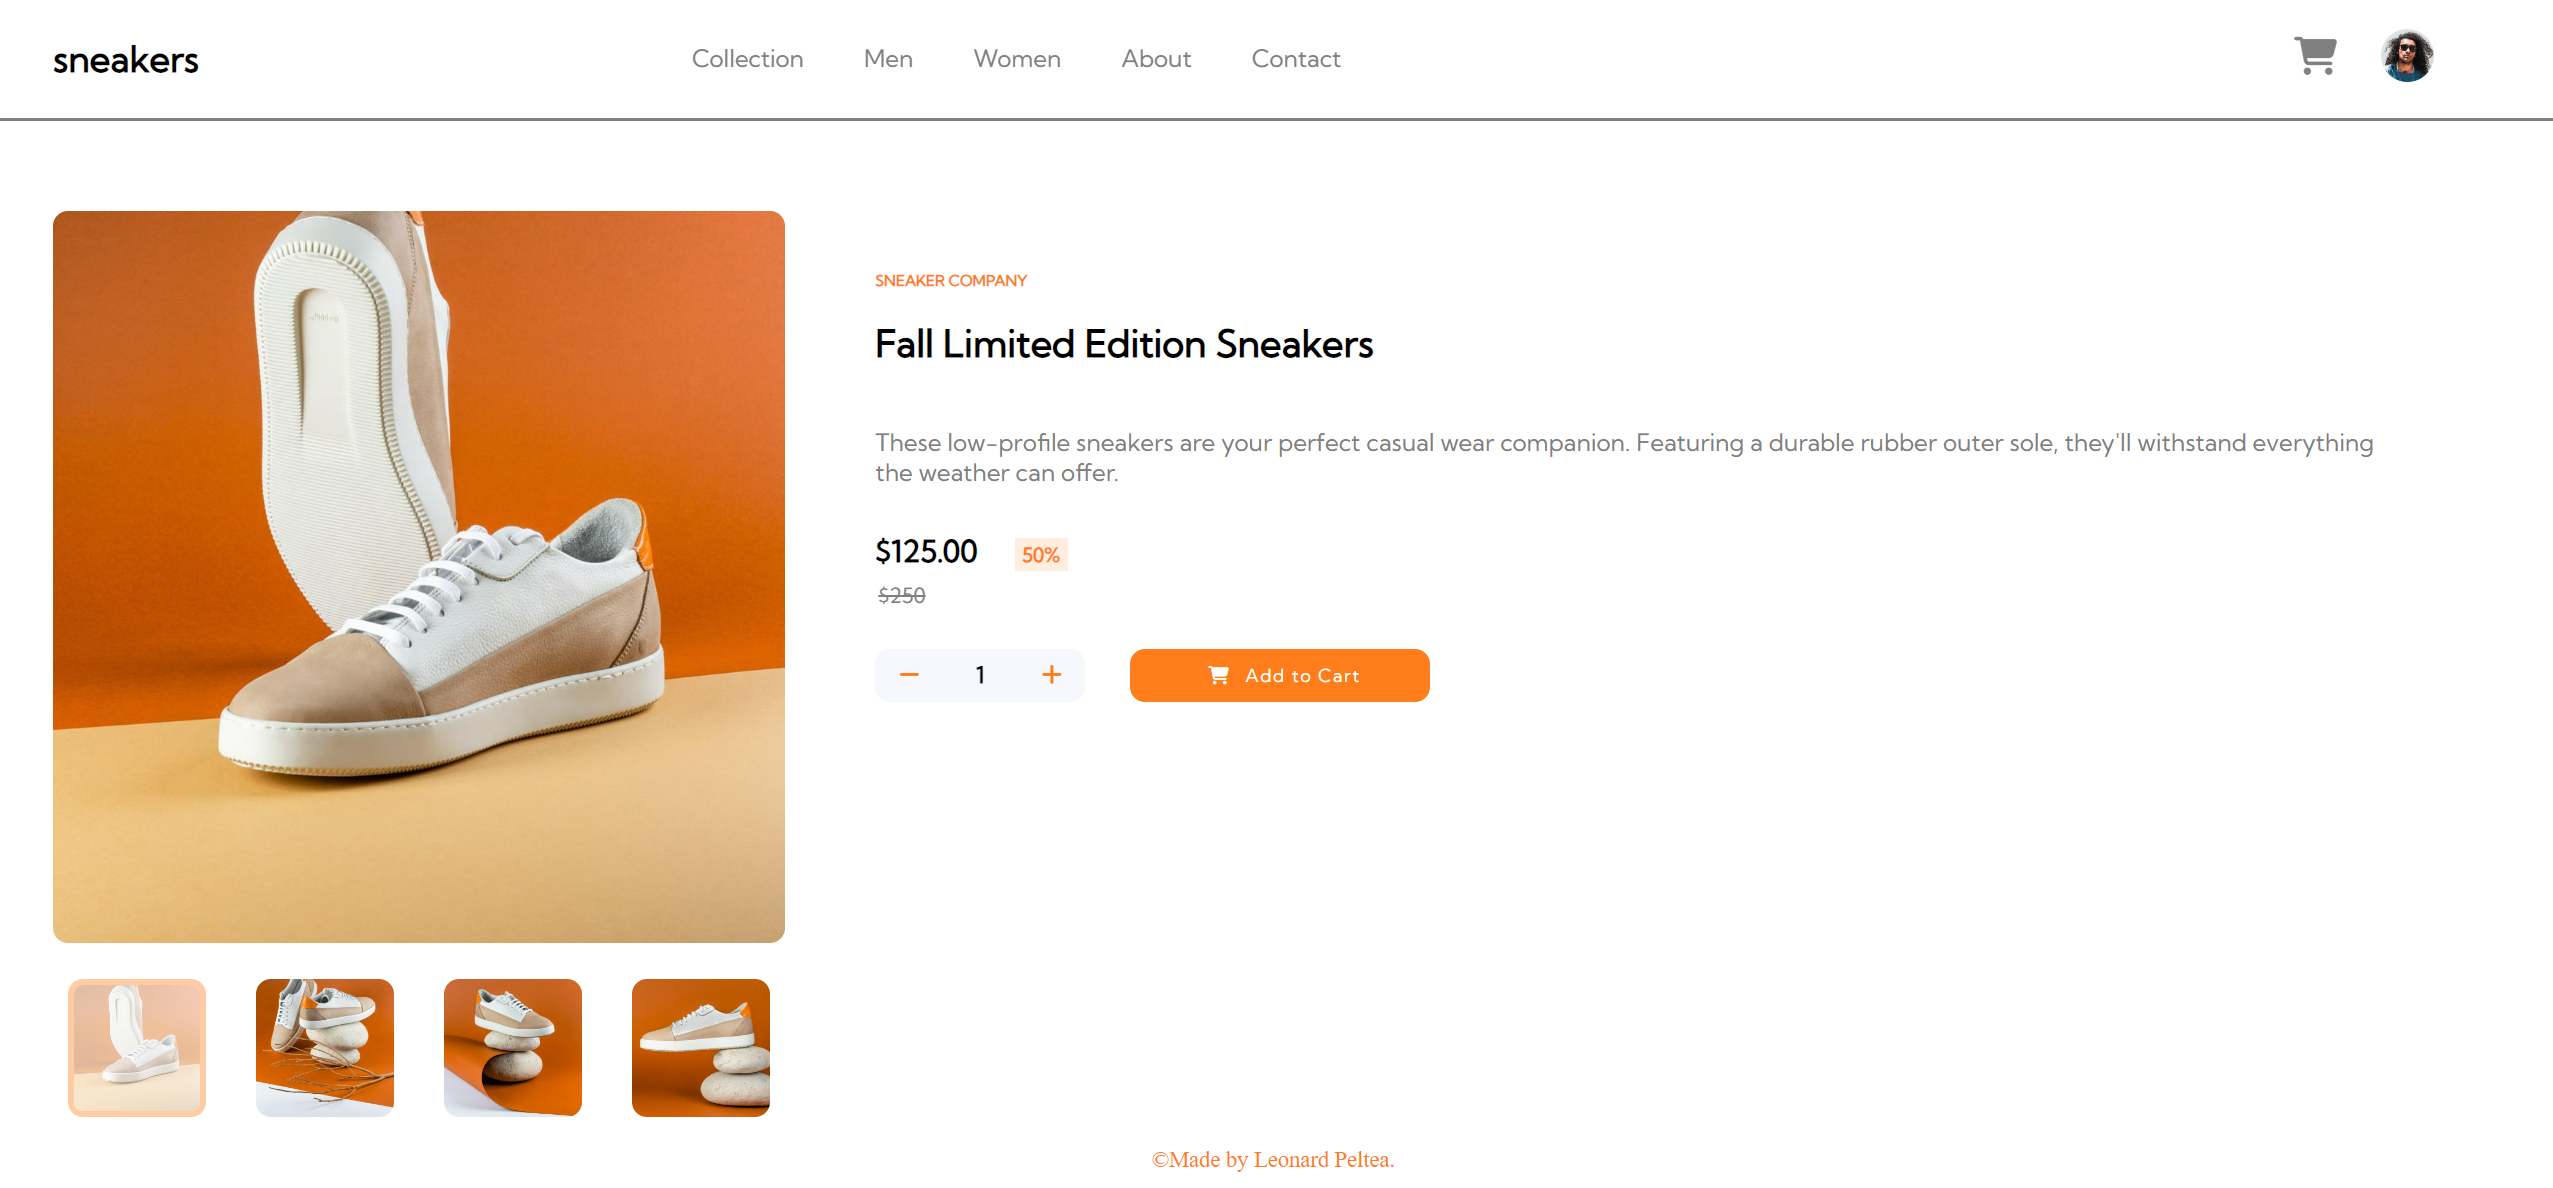 sneakers
Collection Men Women About Contact
SNEAKER COMPANY
Fall Limited Edition Sneakers
These low-profile sneakers are your perfect casual wear companion. Featuring a durable rubber outer sole, they'll withstand everything
the weather can offer.
$125.00 50%
$250
1 Add to Cart
©Made by Leonard Peltea.